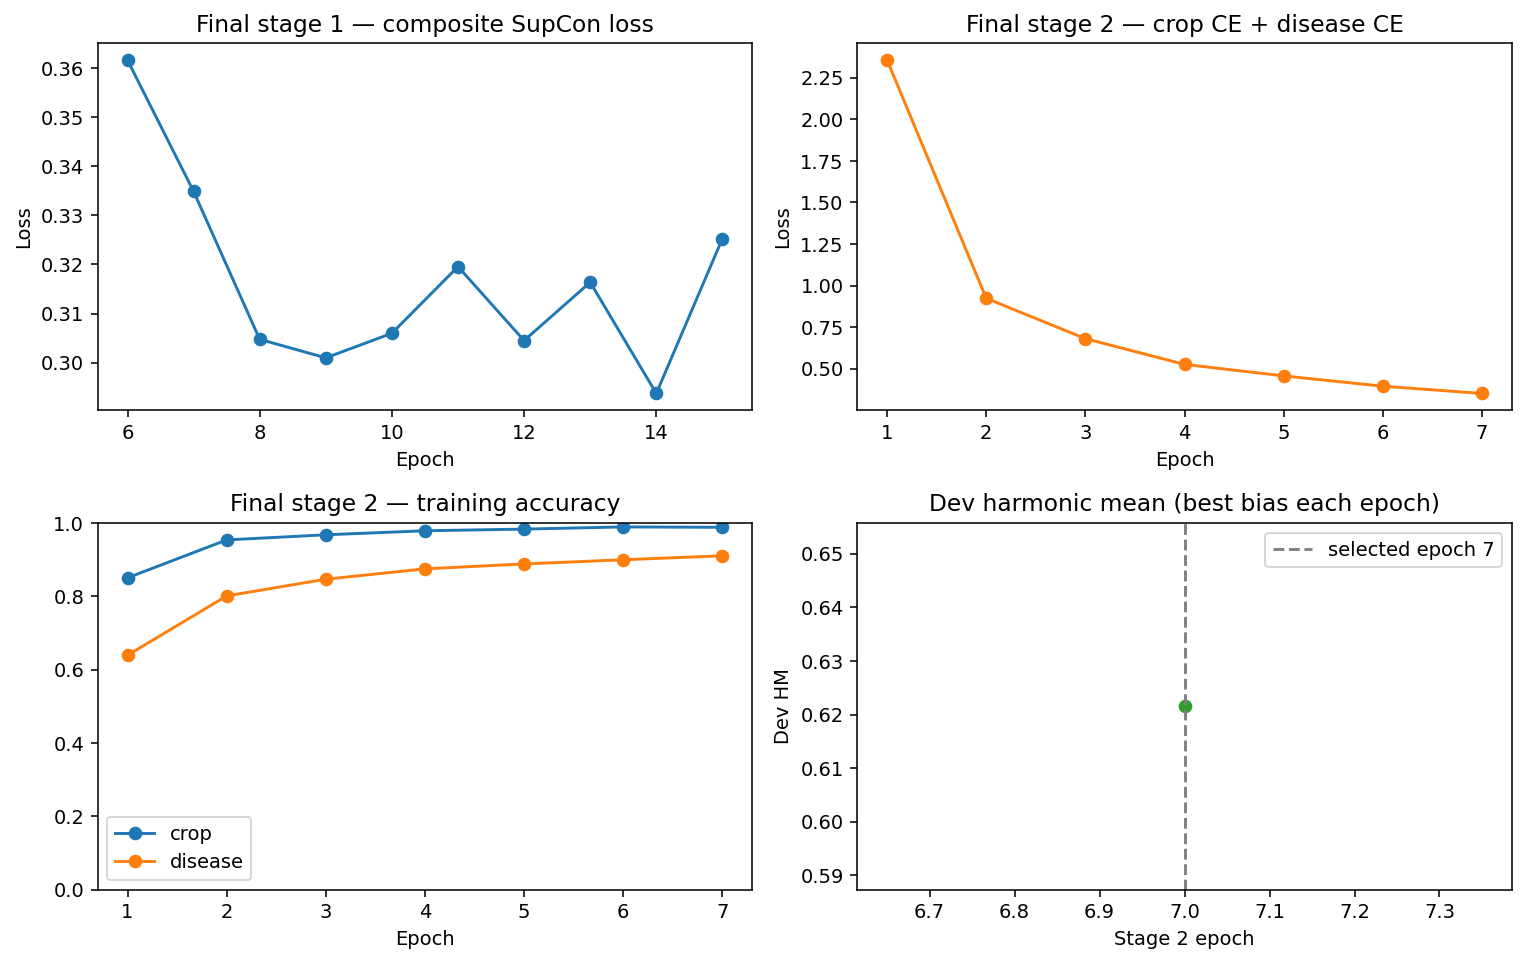 Final stage 1 — composite SupCon loss
Loss
0.36
0.35
0.34
0.33
0.32
0.31
0.30
6 8 10 12 14
Epoch
Final stage 2 — crop CE + disease CE
Loss
2.25
2.00
1.75
1.50
1.25
1.00
0.75
0.50
1 2 3 4 5 6 7
Epoch
Final stage 2 — training accuracy
1.0
0.8
0.6
0.4
0.2
0.0
crop
disease
1 2 3 4 5 6 7
Epoch
Dev harmonic mean (best bias each epoch)
selected epoch 7
Dev HM
0.65
0.64
0.63
0.62
0.61
0.60
0.59
6.7 6.8 6.9 7.0 7.1 7.2 7.3
Stage 2 epoch